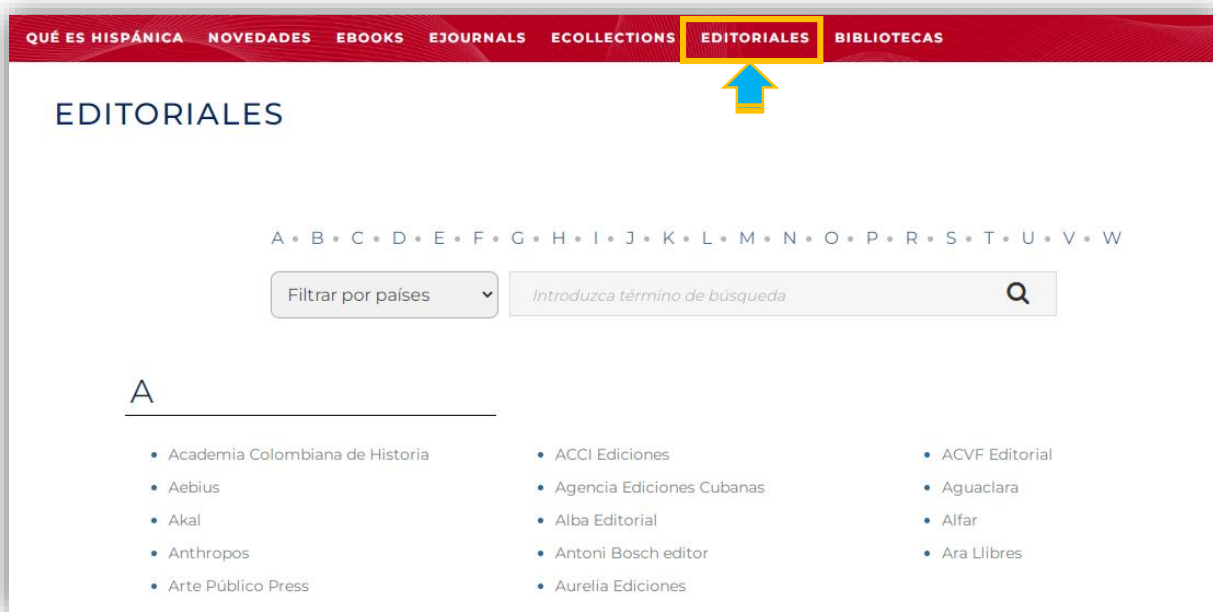 QUÉ ES HISPÁNICA NOVEDADES EBOOKS EJOURNALS ECOLLECTIONS EDITORIALES BIBLIOTECAS
EDITORIALES
A • B • C • D • E • F • G • H • I • J • K • L • M • N • O • P • R • S • T • U • V • W
Filtrar por países Introduzca término de búsqueda
A
• Academia Colombiana de Historia • ACCI Ediciones • ACVF Editorial
• Aebius • Agencia Ediciones Cubanas • Aguaclara
• Akal • Alba Editorial • Alfar
• Anthropos • Antoni Bosch editor • Ara Llibres
• Arte Público Press • Aurelia Ediciones